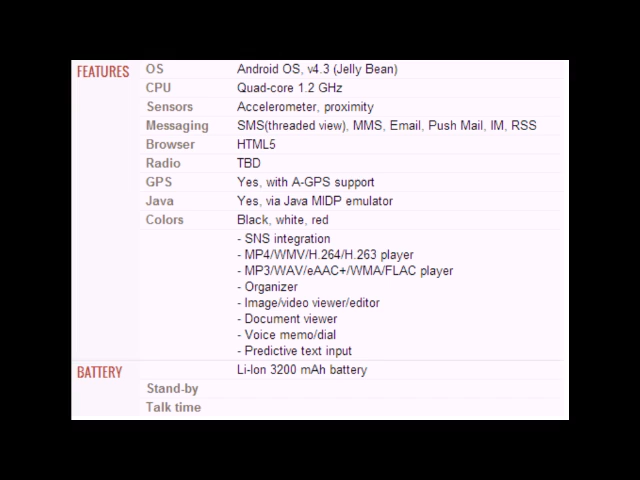 FEATURES OS Android OS, v4.3 (Jelly Bean)
CPU Quad-core 1.2 GHz
Sensors Accelerometer, proximity
Messaging SMS(threaded view), MMS, Email, Push Mail, IM, RSS
Browser HTML5
Radio TBD
GPS Yes, with A-GPS support
Java Yes, via Java MIDP emulator
Colors Black, white, red
- SNS integration
- MP4/WMV/H.264/H.263 player
- MP3/WAV/eAAC+/WMA/FLAC player
- Organizer
- Image/video viewer/editor
- Document viewer
- Voice memo/dial
- Predictive text input
BATTERY Li-Ion 3200 mAh battery
Stand-by
Talk time